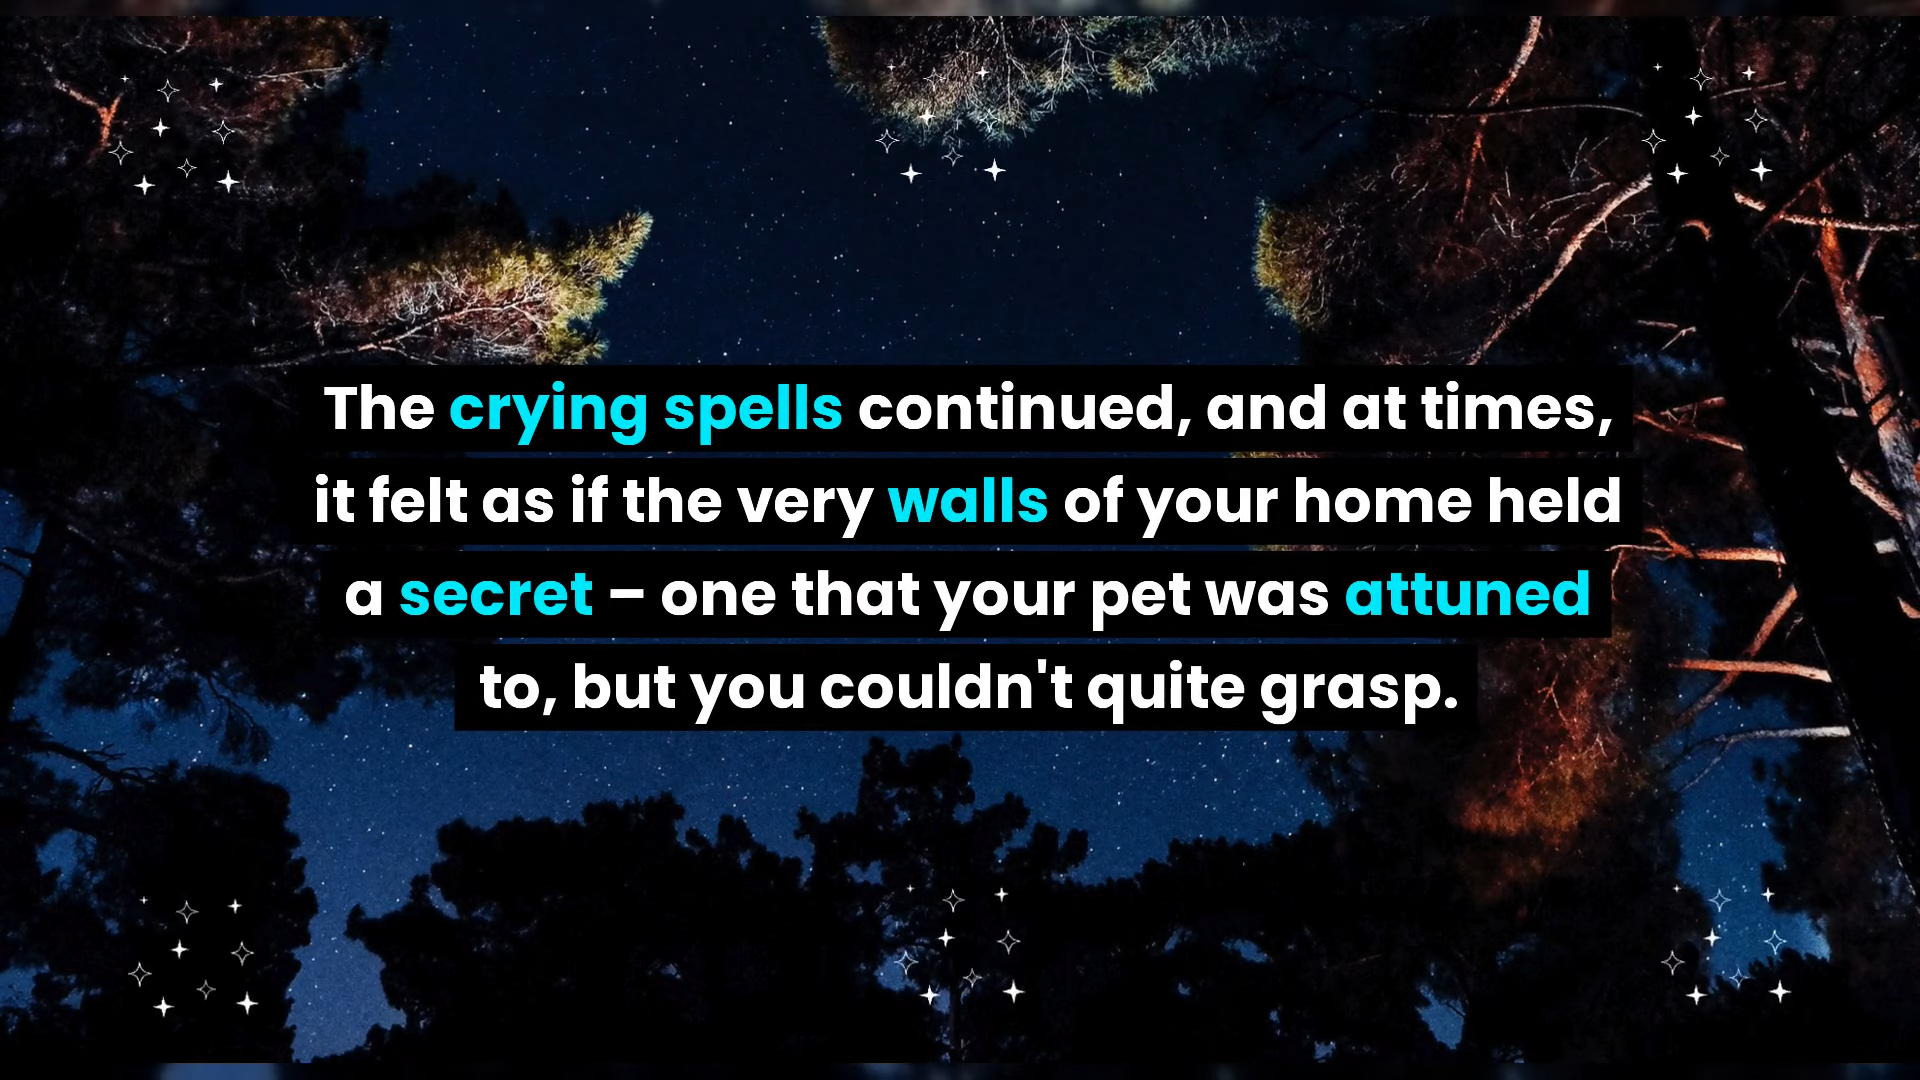 The crying spells continued, and at times,
it felt as if the very walls of your home held
a secret – one that your pet was attuned
to, but you couldn't quite grasp.